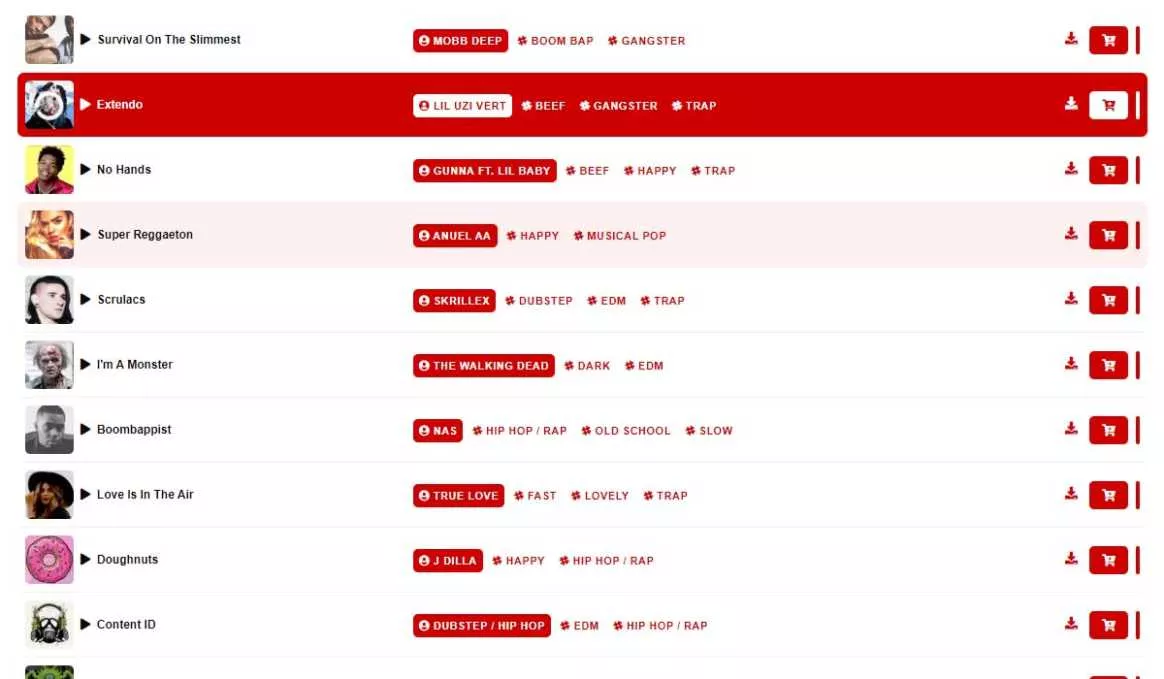 Survival On The Slimmest MOBB DEEP BOOM BAP GANGSTER
Extendo LIL UZI VERT BEEF GANGSTER TRAP
No Hands GUNNA FT. LIL BABY BEEF HAPPY TRAP
Super Reggaeton ANUEL AA HAPPY MUSICAL POP
Scrulacs SKRILLEX DUBSTEP EDM TRAP
I'm A Monster THE WALKING DEAD DARK EDM
Boombappist NAS HIP HOP / RAP OLD SCHOOL SLOW
Love Is In The Air TRUE LOVE FAST LOVELY TRAP
Doughnuts J DILLA HAPPY HIP HOP / RAP
Content ID DUBSTEP / HIP HOP EDM HIP HOP / RAP